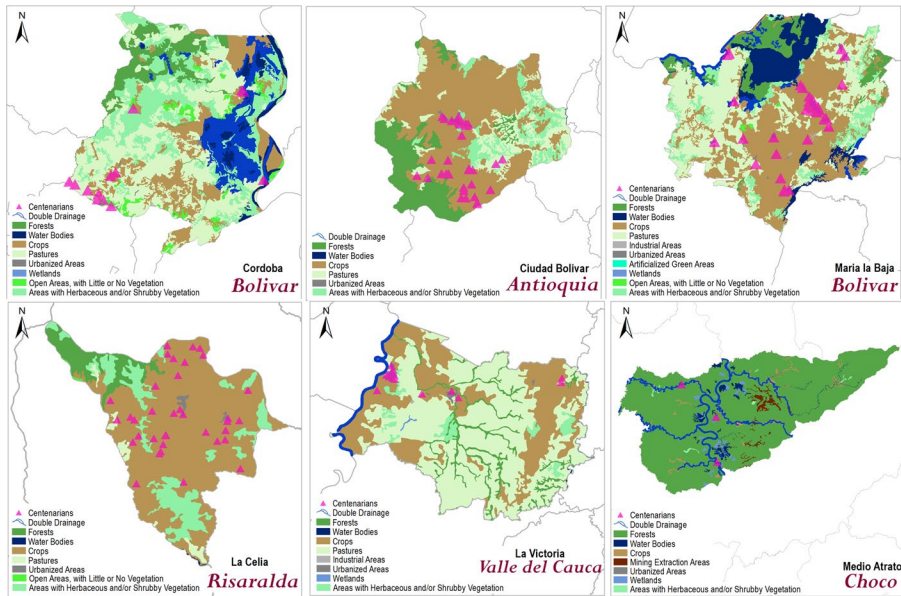 N
Centenarians
Double Drainage
Forests
Water Bodies
Crops
Pastures
Urbanized Areas
Wetlands
Open Areas, with Little or No Vegetation
Areas with Herbaceous and/or Shrubby Vegetation
Cordoba
Bolivar
N
Double Drainage
Forests
Water Bodies
Crops
Pastures
Urbanized Areas
Areas with Herbaceous and/or Shrubby Vegetation
Ciudad Bolivar
Antioquia
N
Centenarians
Double Drainage
Forests
Water Bodies
Crops
Pastures
Industrial Areas
Urbanized Areas
Artificialized Green Areas
Wetlands
Open Areas, with Little or No Vegetation
Areas with Herbaceous and/or Shrubby Vegetation
Maria la Baja
Bolivar
N
Centenarians
Double Drainage
Forests
Water Bodies
Crops
Pastures
Urbanized Areas
Open Areas, with Little or No Vegetation
Areas with Herbaceous and/or Shrubby Vegetation
La Celia
Risaralda
N
Centenarians
Double Drainage
Forests
Water Bodies
Crops
Pastures
Industrial Areas
Urbanized Areas
Wetlands
Areas with Herbaceous and/or Shrubby Vegetation
La Victoria
Valle del Cauca
N
Centenarians
Double Drainage
Forests
Water Bodies
Crops
Mining Extraction Areas
Urbanized Areas
Wetlands
Areas with Herbaceous and/or Shrubby Vegetation
Medio Atrato
Choco